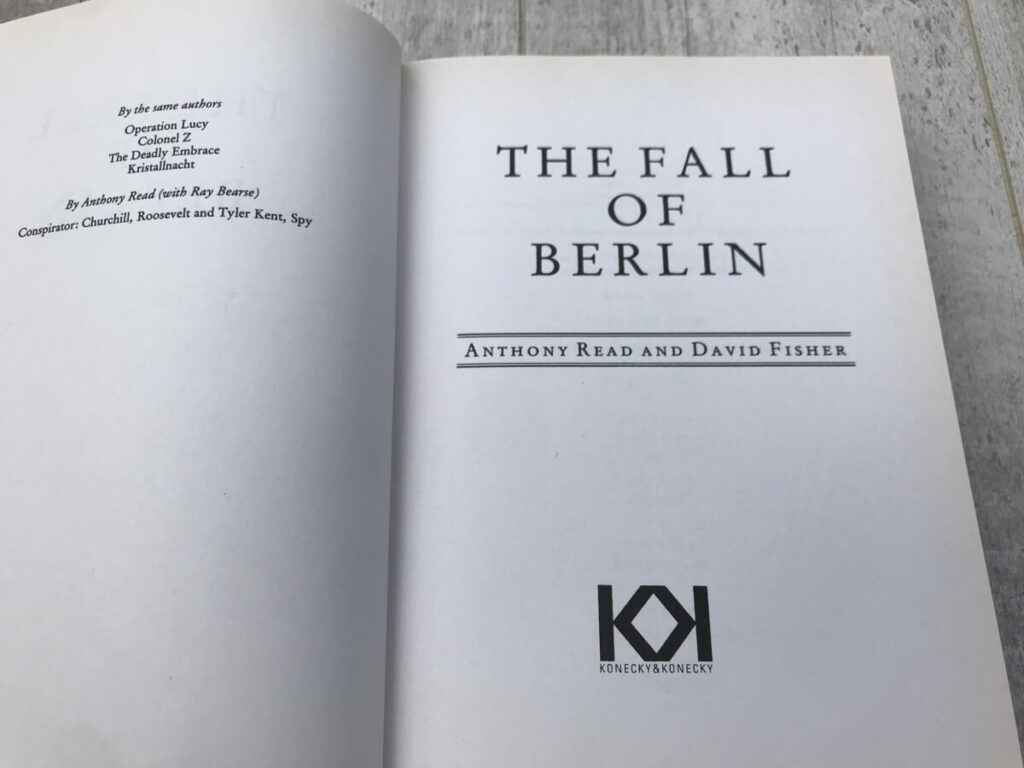 By the same authors
Operation Lucy
Colonel Z
The Deadly Embrace
Kristallnacht
By Anthony Read (with Ray Bearse)
Conspirator: Churchill, Roosevelt and Tyler Kent, Spy
THE FALL
OF
BERLIN
ANTHONY READ AND DAVID FISHER
KK
KONECKY&KONECKY